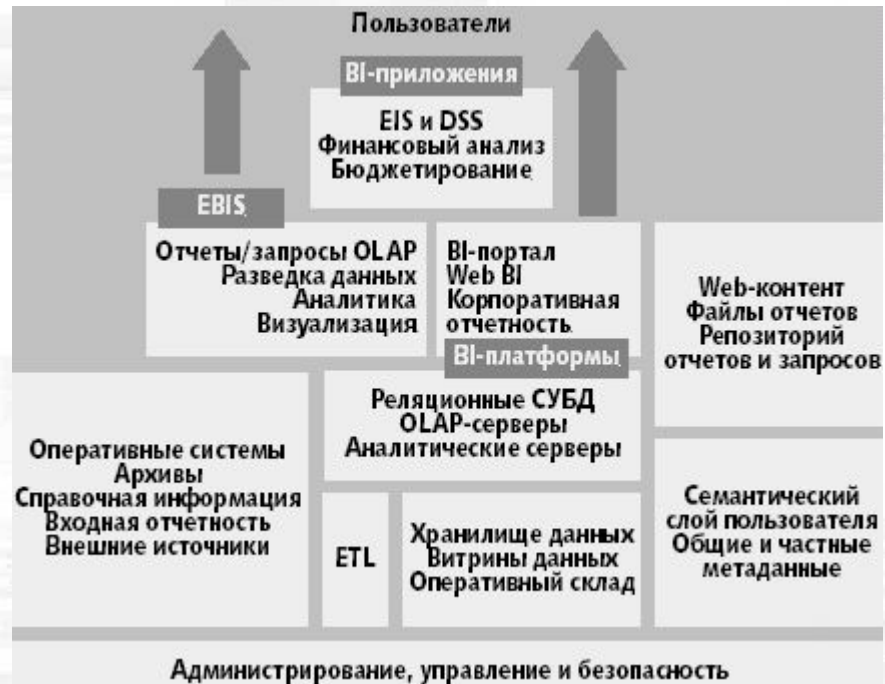 Пользователи
BI-приложения
EIS и DSS
Финансовый анализ
Бюджетирование
EBIS
Отчеты/запросы OLAP
Разведка данных
Аналитика
Визуализация
BI-портал
Web BI
Корпоративная
отчетность
BI-платформы
Web-контент
Файлы отчетов
Репозиторий
отчетов и запросов
Реляционные СУБД
OLAP-серверы
Аналитические серверы
Оперативные системы
Архивы
Справочная информация
Входная отчетность
Внешние источники
ETL
Хранилище данных
Витрины данных
Оперативный склад
Семантический
слой пользователя
Общие и частные
метаданные
Администрирование, управление и безопасность